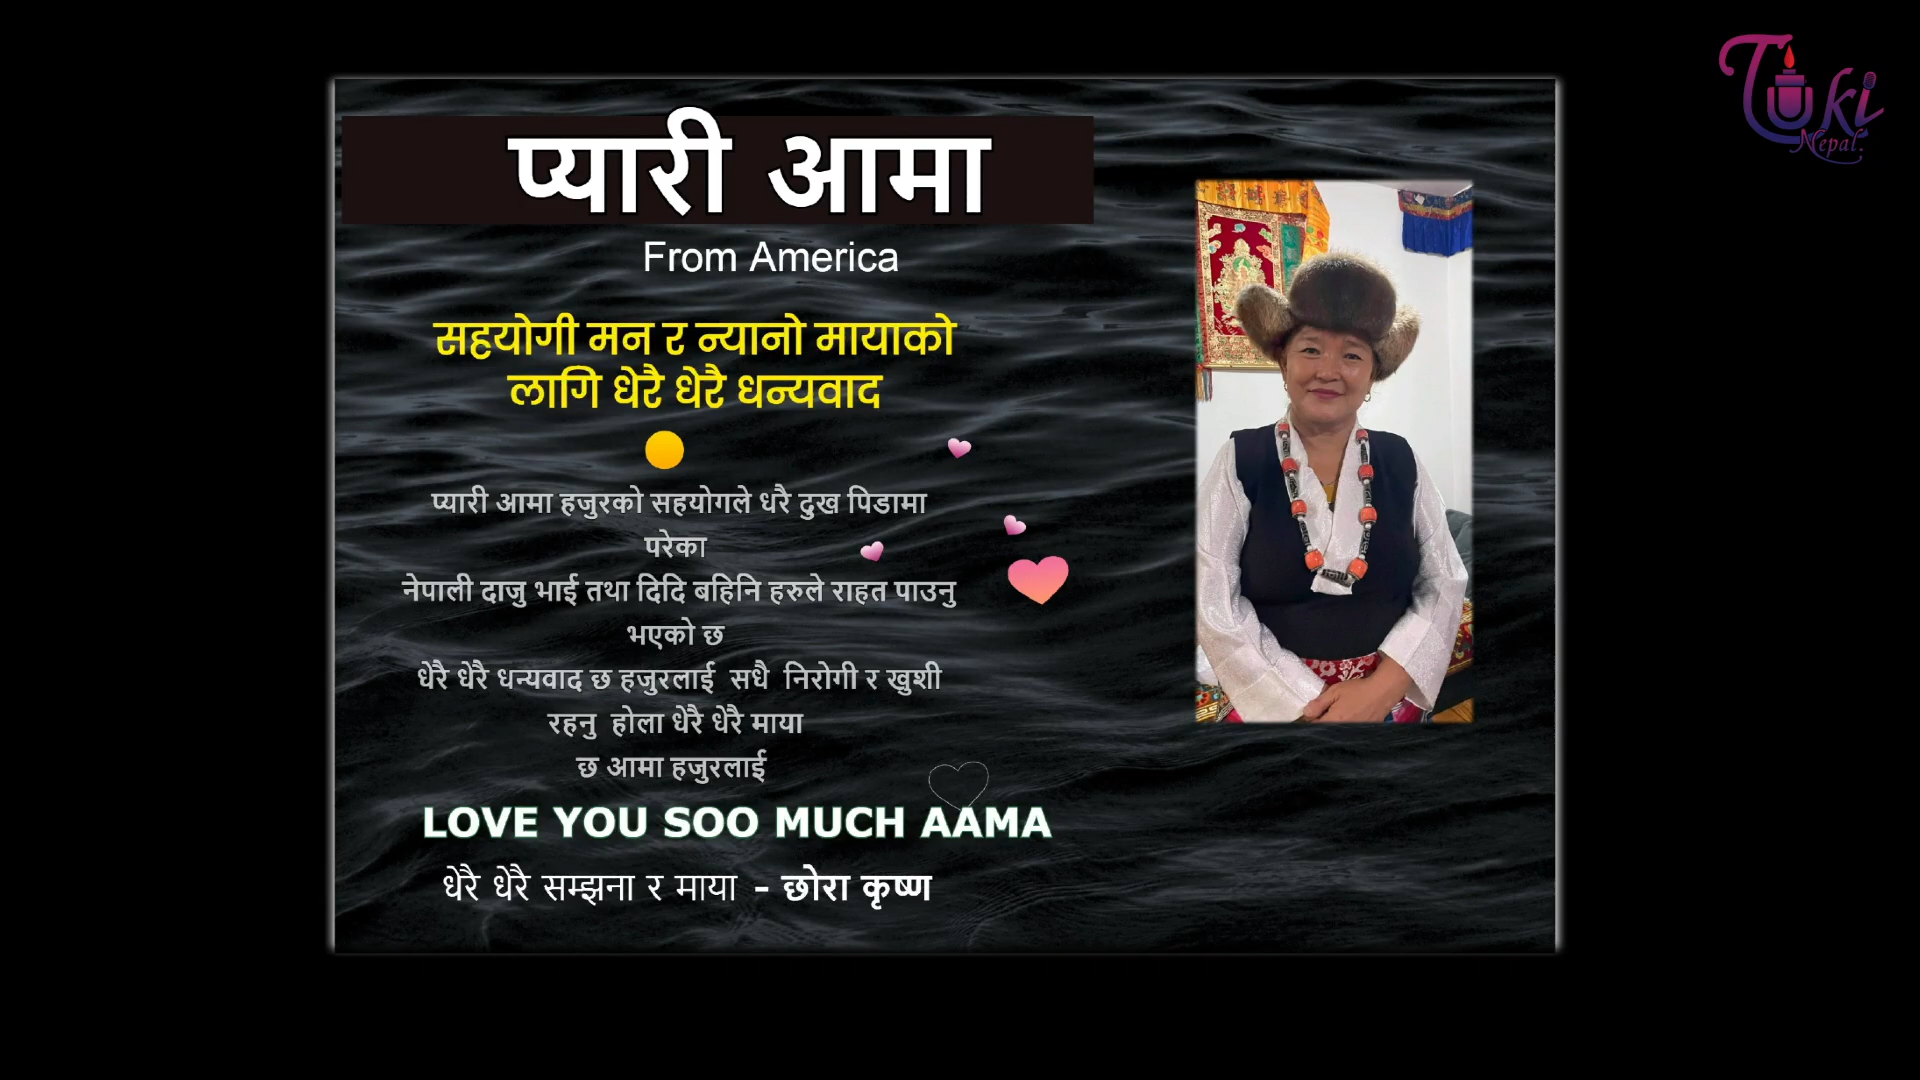 Tuki
Nepal.
प्यारी आमा
From America
सहयोगी मन र न्यानो मायाको
लागि धेरै धेरै धन्यवाद
प्यारी आमा हजुरको सहयोगले धरै दुख पिडामा
परेका
नेपाली दाजु भाई तथा दिदि बहिनि हरुले राहत पाउनु
भएको छ
धेरै धेरै धन्यवाद छ हजुरलाई सधै निरोगी र खुशी
रहनु होला धेरै धेरै माया
छ आमा हजुरलाई
LOVE YOU SOO MUCH AAMA
धेरै धेरै सम्झना र माया - छोरा कृष्ण